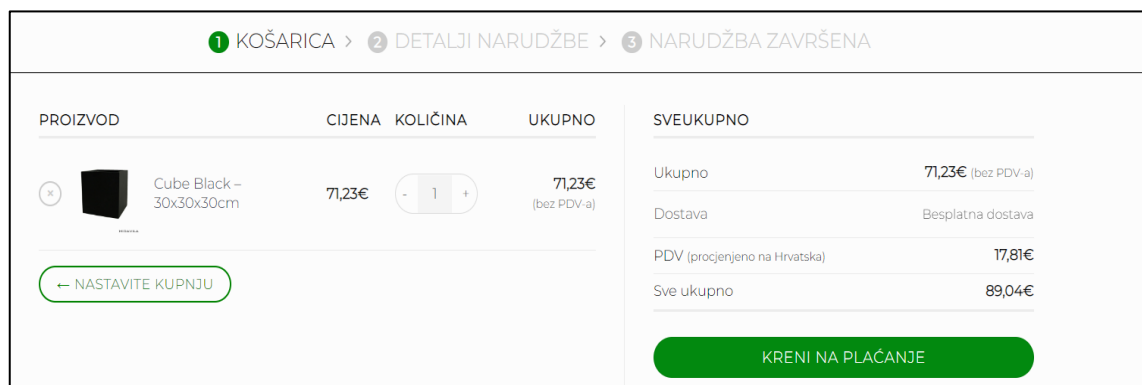 1 KOŠARICA > 2 DETALJI NARUDŽBE > 3 NARUDŽBA ZAVRŠENA
PROIZVOD CIJENA KOLIČINA UKUPNO
× Cube Black –
30x30x30cm
71,23€ - 1 + 71,23€
(bez PDV-a)
← NASTAVITE KUPNJU
SVEUKUPNO
Ukupno 71,23€ (bez PDV-a)
Dostava Besplatna dostava
PDV (procjenjeno na Hrvatska) 17,81€
Sve ukupno 89,04€
KRENI NA PLAĆANJE